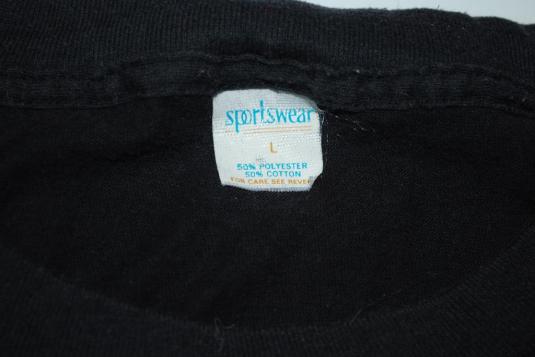 sportswear
L
50% POLYESTER
50% COTTON
FOR CARE SEE REVER